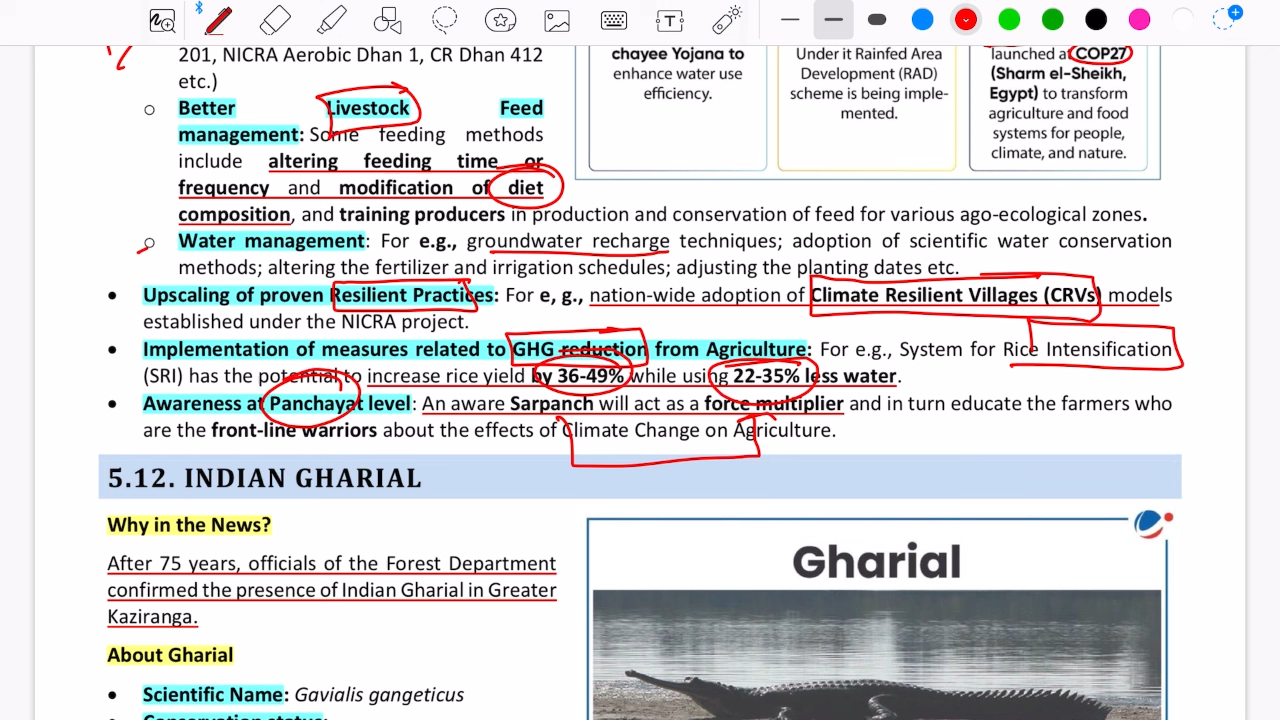 201, NICRA Aerobic Dhan 1, CR Dhan 412
etc.)
o Better Livestock Feed
management: Some feeding methods
include altering feeding time or
frequency and modification of diet
composition, and training producers in production and conservation of feed for various ago-ecological zones.
o Water management: For e.g., groundwater recharge techniques; adoption of scientific water conservation
methods; altering the fertilizer and irrigation schedules; adjusting the planting dates etc.
chayee Yojana to
enhance water use
efficiency.
Under it Rainfed Area
Development (RAD)
scheme is being imple-
mented.
launched at COP27
(Sharm el-Sheikh,
Egypt) to transform
agriculture and food
systems for people,
climate, and nature.
• Upscaling of proven Resilient Practices: For e, g., nation-wide adoption of Climate Resilient Villages (CRVs) models
established under the NICRA project.
• Implementation of measures related to GHG reduction from Agriculture: For e.g., System for Rice Intensification
(SRI) has the potential to increase rice yield by 36-49% while using 22-35% less water.
• Awareness at Panchayat level: An aware Sarpanch will act as a force multiplier and in turn educate the farmers who
are the front-line warriors about the effects of Climate Change on Agriculture.
5.12. INDIAN GHARIAL
Why in the News?
After 75 years, officials of the Forest Department
confirmed the presence of Indian Gharial in Greater
Kaziranga.
About Gharial
• Scientific Name: Gavialis gangeticus
Conservation status:
Gharial